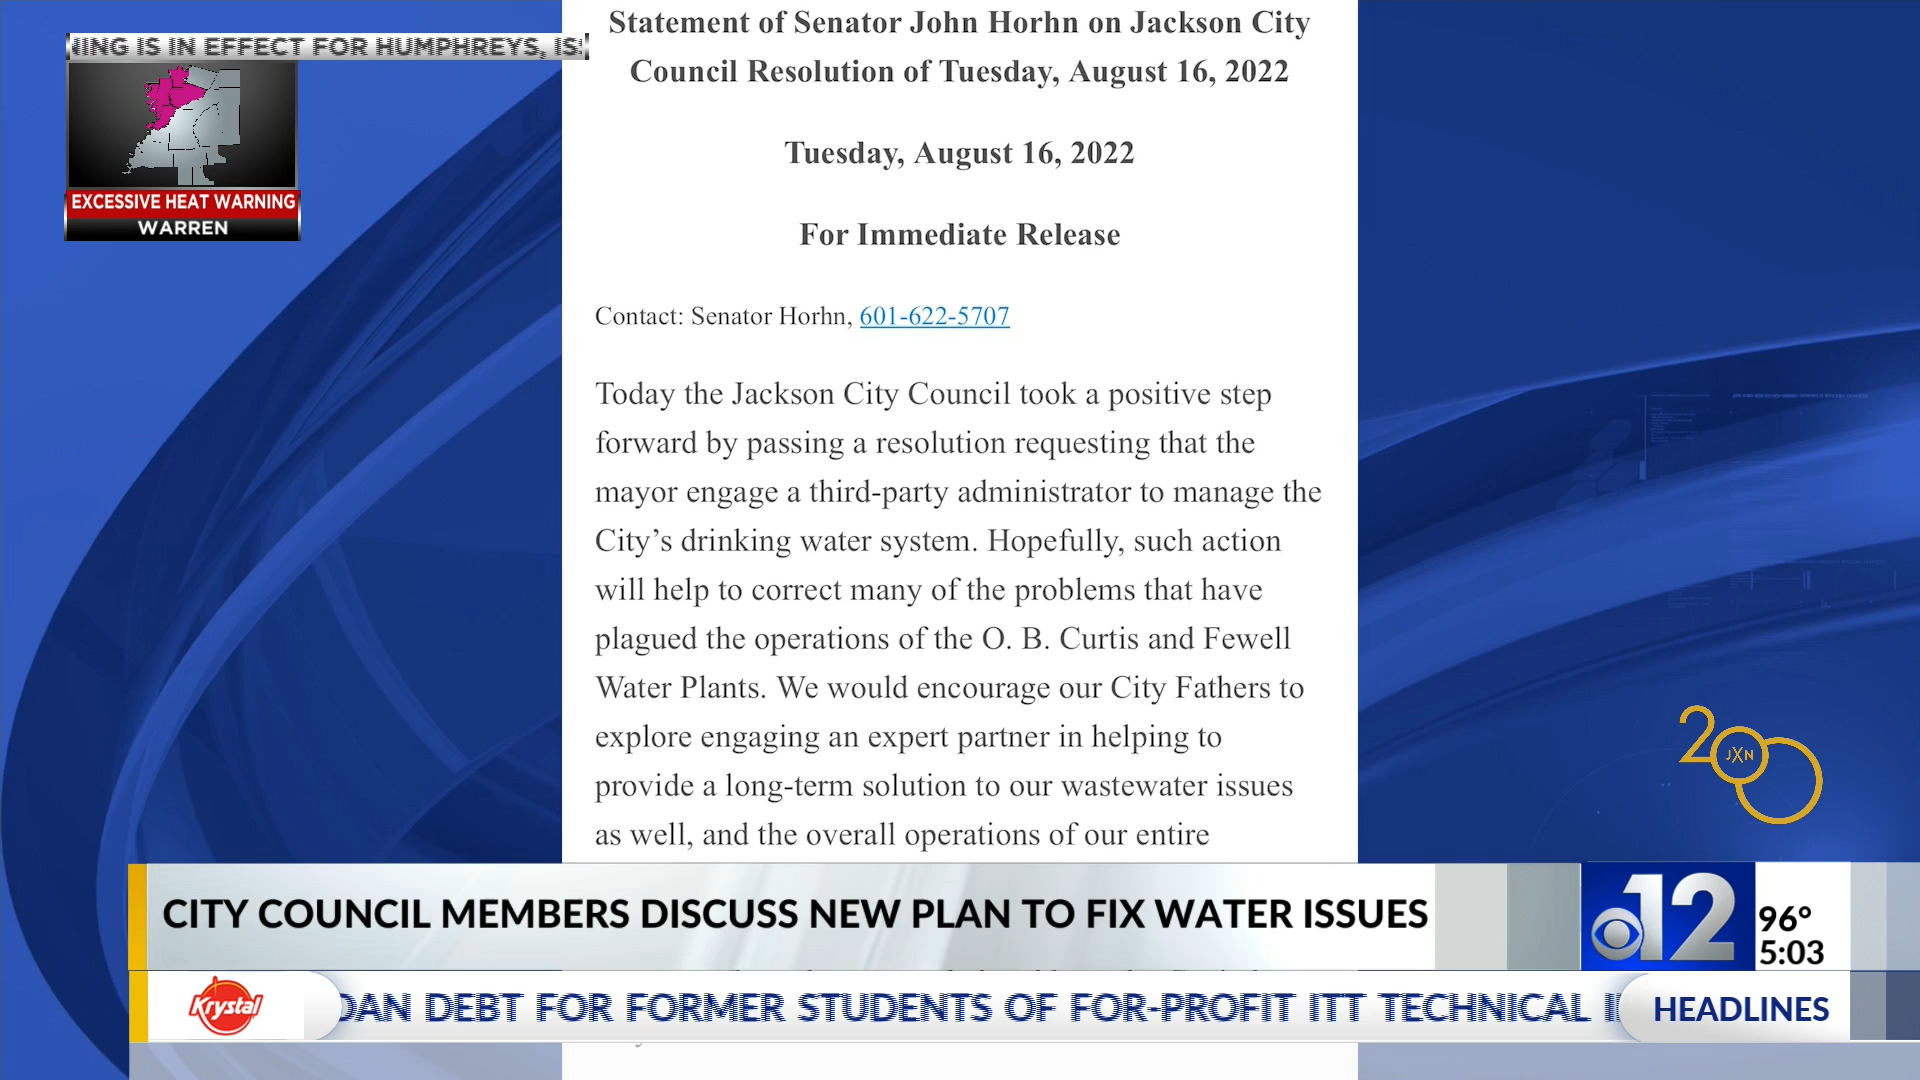 Statement of Senator John Horhn on Jackson City
Council Resolution of Tuesday, August 16, 2022
IS IN EFFECT FOR HUMPHREYS,
EXCESSIVE HEAT WARNING
WARREN
Tuesday, August 16, 2022
For Immediate Release
Contact: Senator Horhn, 601-622-5707
Today the Jackson City Council took a positive step
forward by passing a resolution requesting that the
mayor engage a third-party administrator to manage the
City’s drinking water system. Hopefully, such action
will help to correct many of the problems that have
plagued the operations of the O. B. Curtis and Fewell
Water Plants. We would encourage our City Fathers to
explore engaging an expert partner in helping to
provide a long-term solution to our wastewater issues
as well, and the overall operations of our entire
200
JXN
CITY COUNCIL MEMBERS DISCUSS NEW PLAN TO FIX WATER ISSUES
12
96°
5:03
Krystal
DEBT FOR FORMER STUDENTS OF FOR-PROFIT ITT TECHNICAL
HEADLINES